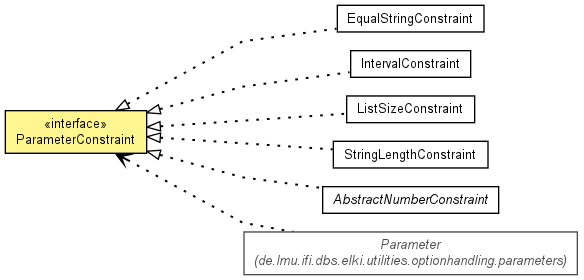 EqualStringConstraint
IntervalConstraint
ListSizeConstraint
«interface»
ParameterConstraint
StringLengthConstraint
AbstractNumberConstraint
Parameter
(de.lmu.ifi.dbs.elki.utilities.optionhandling.parameters)